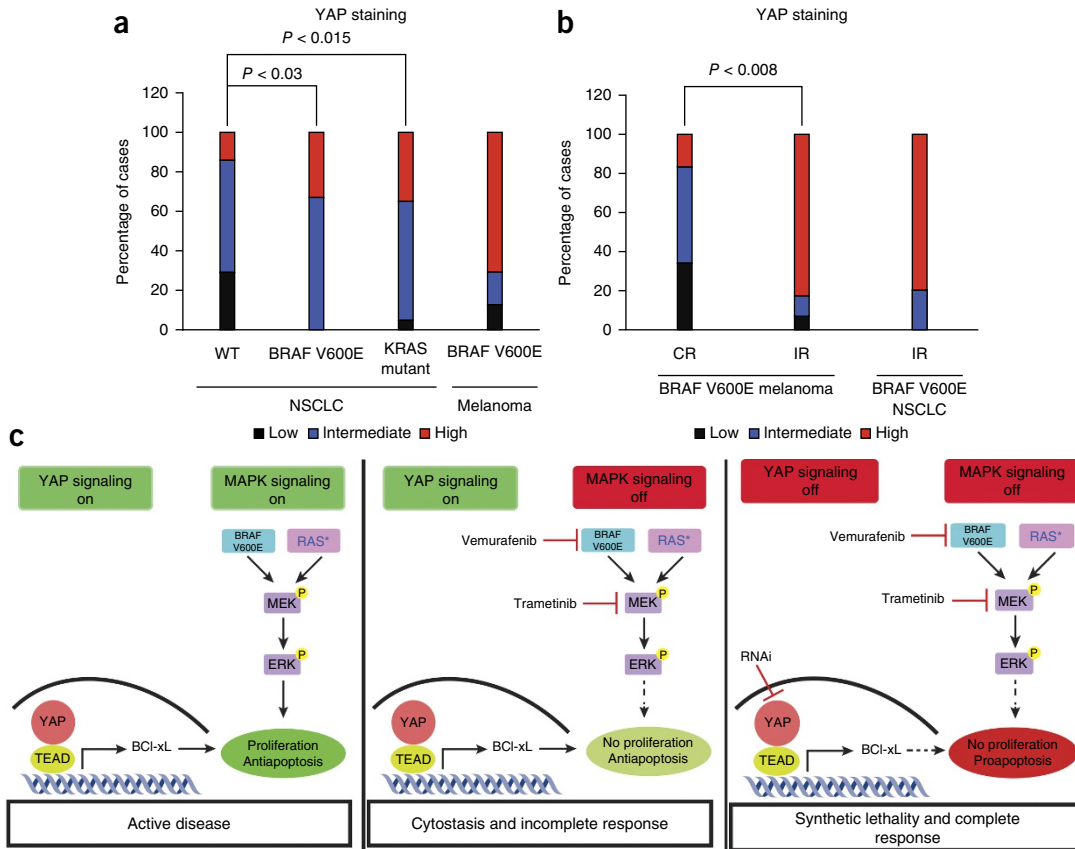 a
YAP staining
P < 0.015
P < 0.03
Percentage of cases
120
100
80
60
40
20
0
WT
BRAF V600E
KRAS
mutant
BRAF V600E
NSCLC
Melanoma
Low
Intermediate
High
b
YAP staining
P < 0.008
Percentage of cases
120
100
80
60
40
20
0
CR
IR
IR
BRAF V600E melanoma
BRAF V600E
NSCLC
Low
Intermediate
High
c
YAP signaling
on
MAPK signaling
on
BRAF
V600E
RAS*
MEK
P
ERK
P
YAP
TEAD
BCl-xL
Proliferation
Antiapoptosis
Active disease
YAP signaling
on
MAPK signaling
off
Vemurafenib
BRAF
V600E
RAS*
Trametinib
MEK
P
ERK
P
YAP
TEAD
BCl-xL
No proliferation
Antiapoptosis
Cytostasis and incomplete response
YAP signaling
off
MAPK signaling
off
Vemurafenib
BRAF
V600E
RAS*
Trametinib
MEK
P
ERK
P
RNAi
YAP
TEAD
BCl-xL
No proliferation
Proapoptosis
Synthetic lethality and complete
response